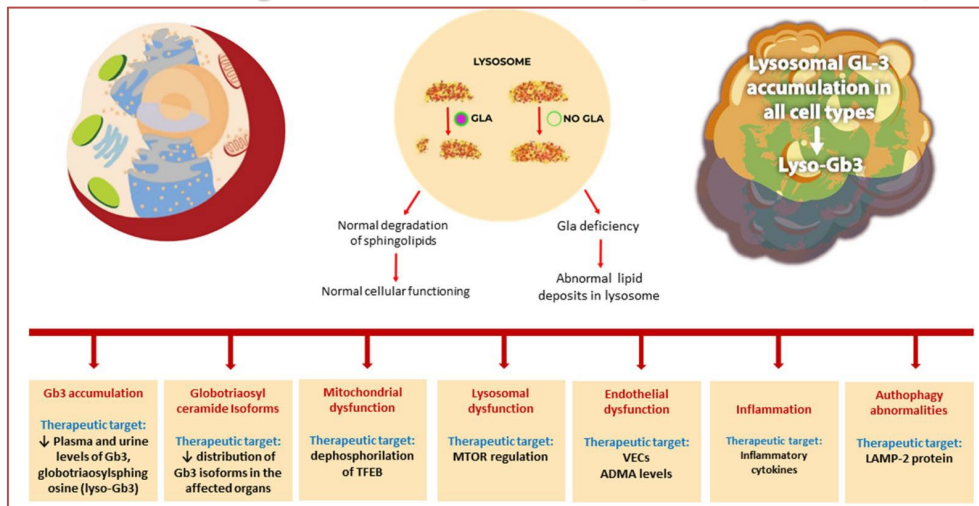 LYSOSOME
GLA
NO GLA
Normal degradation
of sphingolipids
Normal cellular functioning
Gla deficiency
Abnormal lipid
deposits in lysosome
Lysosomal GL-3
accumulation in
all cell types
Lyso-Gb3
Gb3 accumulation
Therapeutic target:
↓ Plasma and urine
levels of Gb3,
globotriaosylsphing
osine (lyso-Gb3)
Globotriaosyl
ceramide Isoforms
Therapeutic target:
↓ distribution of
Gb3 isoforms in the
affected organs
Mitochondrial
dysfunction
Therapeutic target:
dephosphorilation
of TFEB
Lysosomal
dysfunction
Therapeutic target:
MTOR regulation
Endothelial
dysfunction
Therapeutic target:
VECs
ADMA levels
Inflammation
Therapeutic target:
Inflammatory
cytokines
Authophagy
abnormalities
Therapeutic target:
LAMP-2 protein